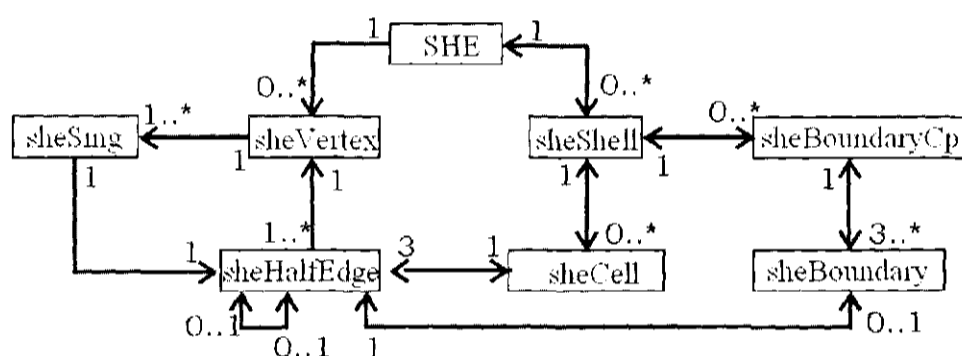 1 SHE 1
0..* 0..*
1..* 0..*
sheSing sheVertex sheShell sheBoundaryCp
1 1 1 1 1 1
1 1..* 3 1 0..* 3..*
sheHalfEdge sheCell sheBoundary
0..1 0..1 1 0..1